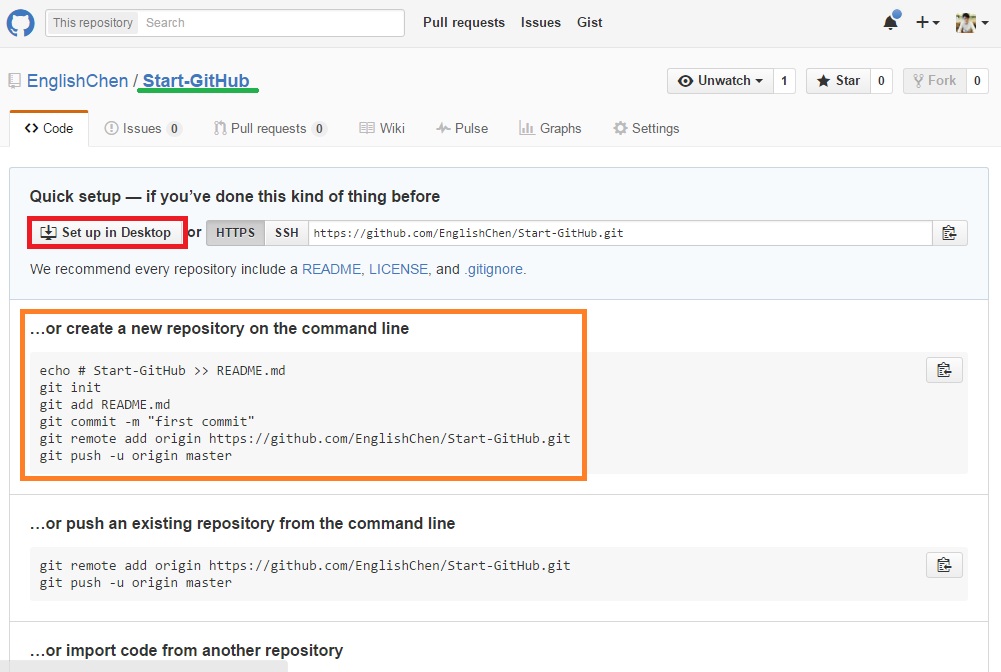 This repository Search Pull requests Issues Gist
EnglishChen / Start-GitHub Unwatch 1 Star 0 Fork 0
Code Issues 0 Pull requests 0 Wiki Pulse Graphs Settings
Quick setup — if you've done this kind of thing before
Set up in Desktop or HTTPS SSH https://github.com/EnglishChen/Start-GitHub.git
We recommend every repository include a README, LICENSE, and .gitignore.
…or create a new repository on the command line
echo # Start-GitHub >> README.md
git init
git add README.md
git commit -m "first commit"
git remote add origin https://github.com/EnglishChen/Start-GitHub.git
git push -u origin master
…or push an existing repository from the command line
git remote add origin https://github.com/EnglishChen/Start-GitHub.git
git push -u origin master
…or import code from another repository